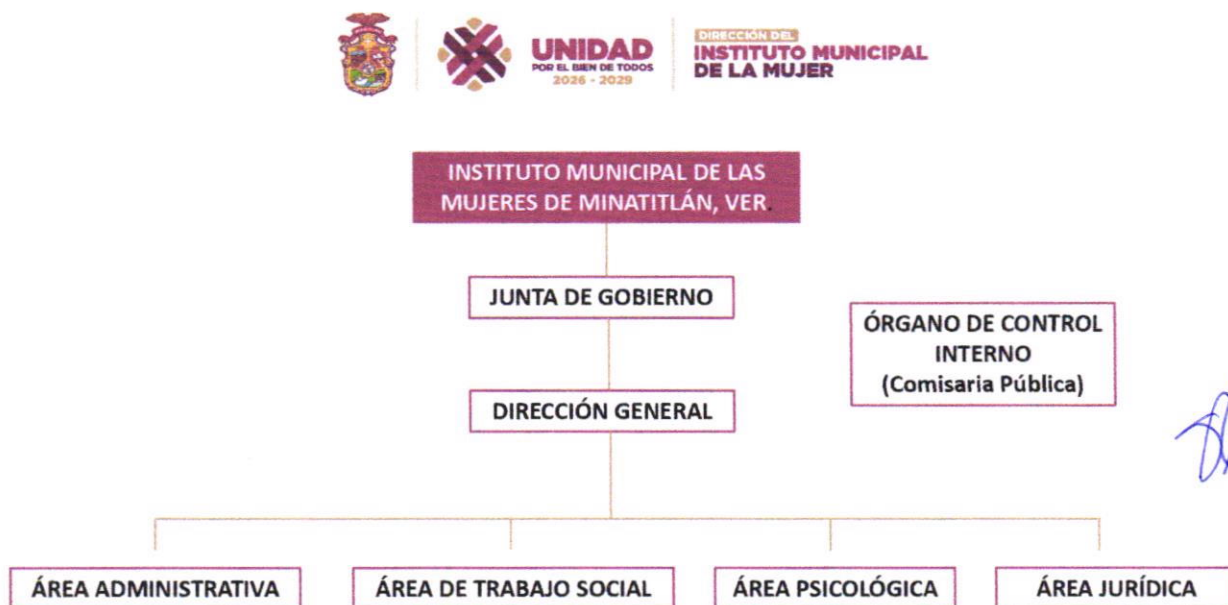 UNIDAD
POR EL BIEN DE TODOS
2026 - 2029
DIRECCIÓN DEL
INSTITUTO MUNICIPAL
DE LA MUJER
INSTITUTO MUNICIPAL DE LAS
MUJERES DE MINATITLÁN, VER.
JUNTA DE GOBIERNO
ÓRGANO DE CONTROL
INTERNO
(Comisaria Pública)
DIRECCIÓN GENERAL
ÁREA ADMINISTRATIVA
ÁREA DE TRABAJO SOCIAL
ÁREA PSICOLÓGICA
ÁREA JURÍDICA